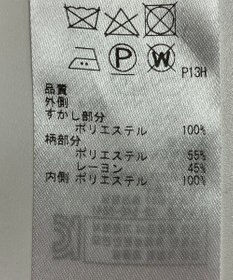 P
W
P13H
品質
外側
すかし部分
ポリエステル 100%
柄部分
ポリエステル 55%
レーヨン 45%
内側 ポリエステル 100%